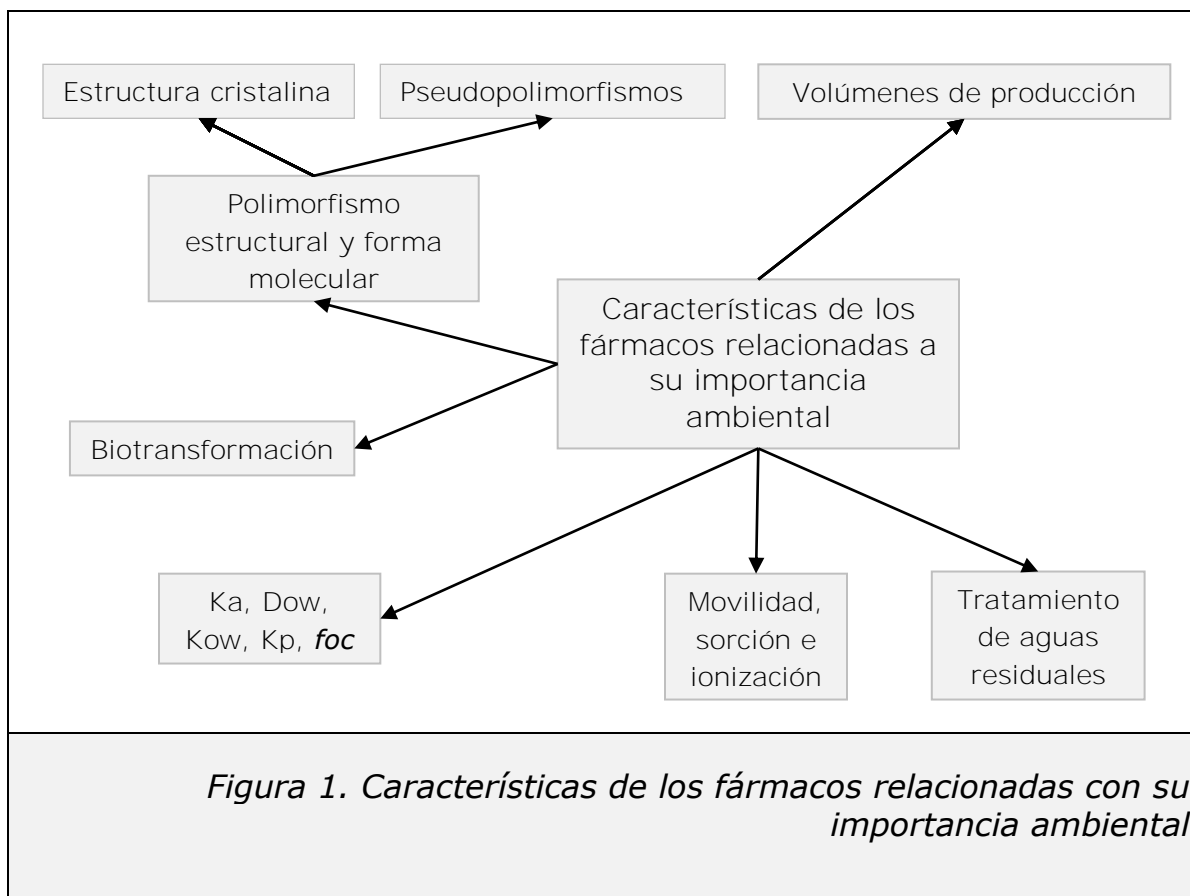 Estructura cristalina
Pseudopolimorfismos
Volúmenes de producción
Polimorfismo
estructural y forma
molecular
Característícas de los
fármacos relacionadas a
su importancia
ambiental
Biotransformación
Ka, Dow,
Kow, Kp, foc
Movilidad,
sorción e
ionización
Tratamiento
de aguas
residuales
Figura 1. Características de los fármacos relacionadas con su
importancia ambiental